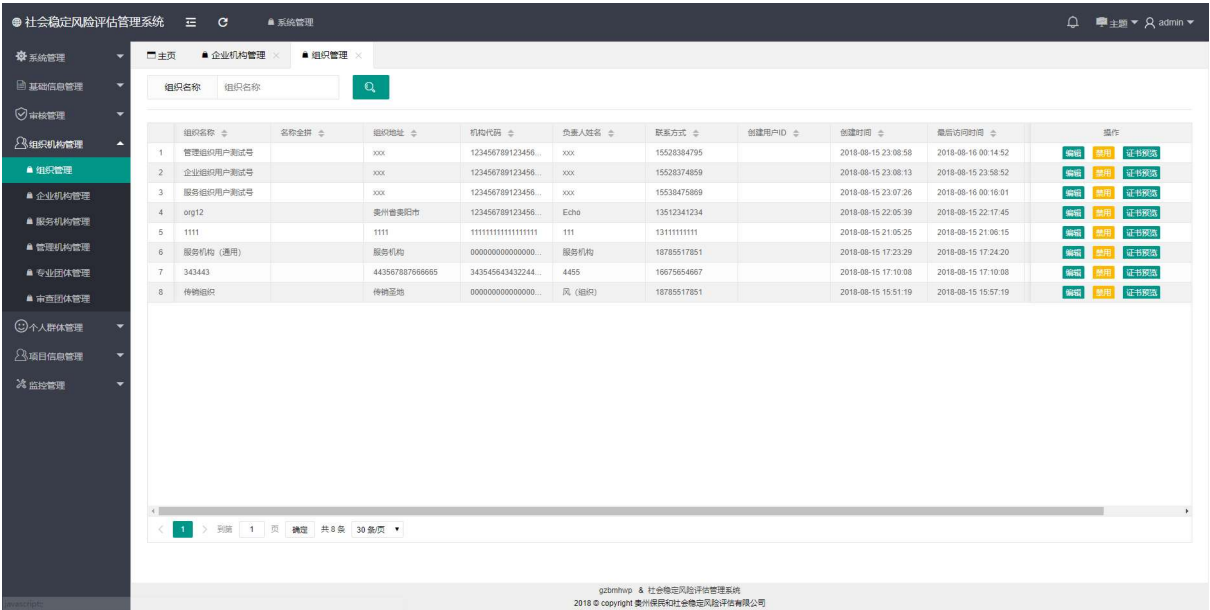 社会稳定风险评估管理系统 系统管理 主题 admin
系统管理
基础信息管理
审核管理
组织机构管理
组织管理
企业机构管理
服务机构管理
管理机构管理
专业团体管理
审查团体管理
个人群体管理
项目信息管理
监控管理
主页 企业机构管理 × 组织管理 ×
组织名称 组织名称
组织名称 名称全拼 组织地址 机构代码 负责人姓名 联系方式 创建用户ID 创建时间 最后访问时间 操作
1 管理组织用户测试号 xxx 123456789123456... xxx 15528384795 2018-08-15 23:08:58 2018-08-16 00:14:52 编辑 禁用 证书预览
2 企业组织用户测试号 xxx 123456789123456... xxx 15528374859 2018-08-15 23:08:13 2018-08-15 23:58:52 编辑 禁用 证书预览
3 服务组织用户测试号 xxx 123456789123456... xxx 15538475869 2018-08-15 23:07:26 2018-08-16 00:16:01 编辑 禁用 证书预览
4 org12 贵州省贵阳市 123456789123456... Echo 13512341234 2018-08-15 22:05:39 2018-08-15 22:17:45 编辑 禁用 证书预览
5 1111 1111 111111111111111111 111 13111111111 2018-08-15 21:05:25 2018-08-15 21:06:15 编辑 禁用 证书预览
6 服务机构（通用） 服务机构 000000000000000... 服务机构 18785517851 2018-08-15 17:23:29 2018-08-15 17:24:20 编辑 禁用 证书预览
7 343443 443567887666665 343545643432244... 4455 16675654667 2018-08-15 17:10:08 2018-08-15 17:10:08 编辑 禁用 证书预览
8 传销组织 传销圣地 000000000000000... 风（组织） 18785517851 2018-08-15 15:51:19 2018-08-15 15:57:19 编辑 禁用 证书预览
< 1 > 到第 1 页 确定 共 8 条 30 条/页
gzbmhwp & 社会稳定风险评估管理系统
2018 © copyright 贵州保民和社会稳定风险评估有限公司